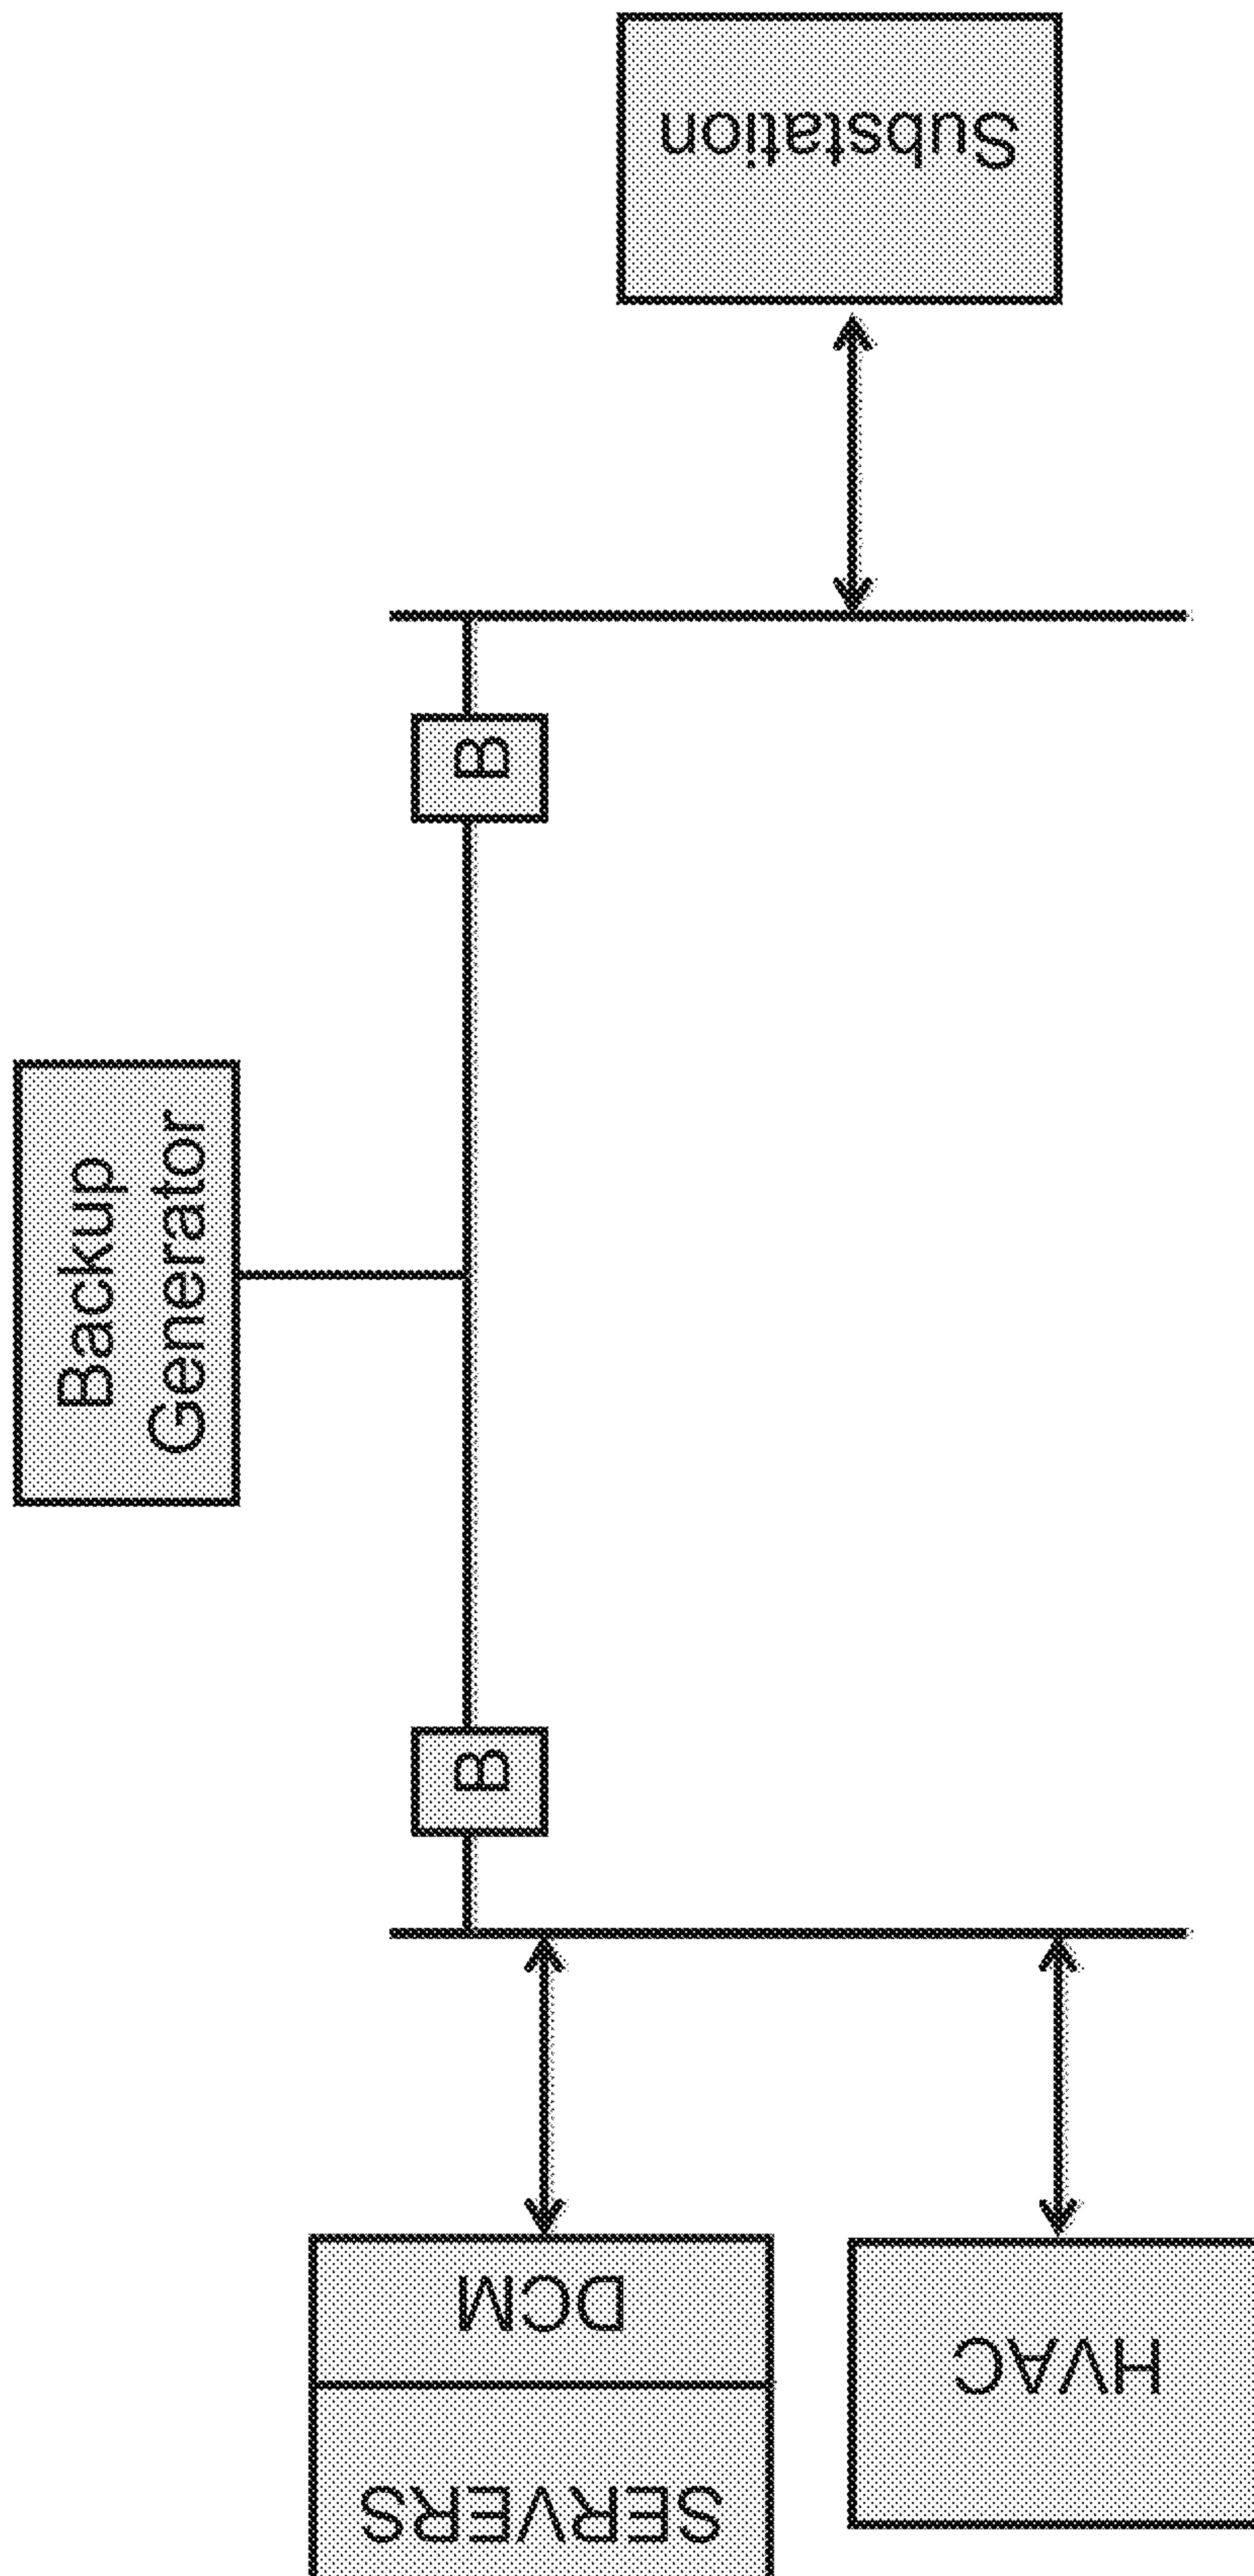 Substation
B
Backup
Generator
B
DCM
SERVERS
HVAC